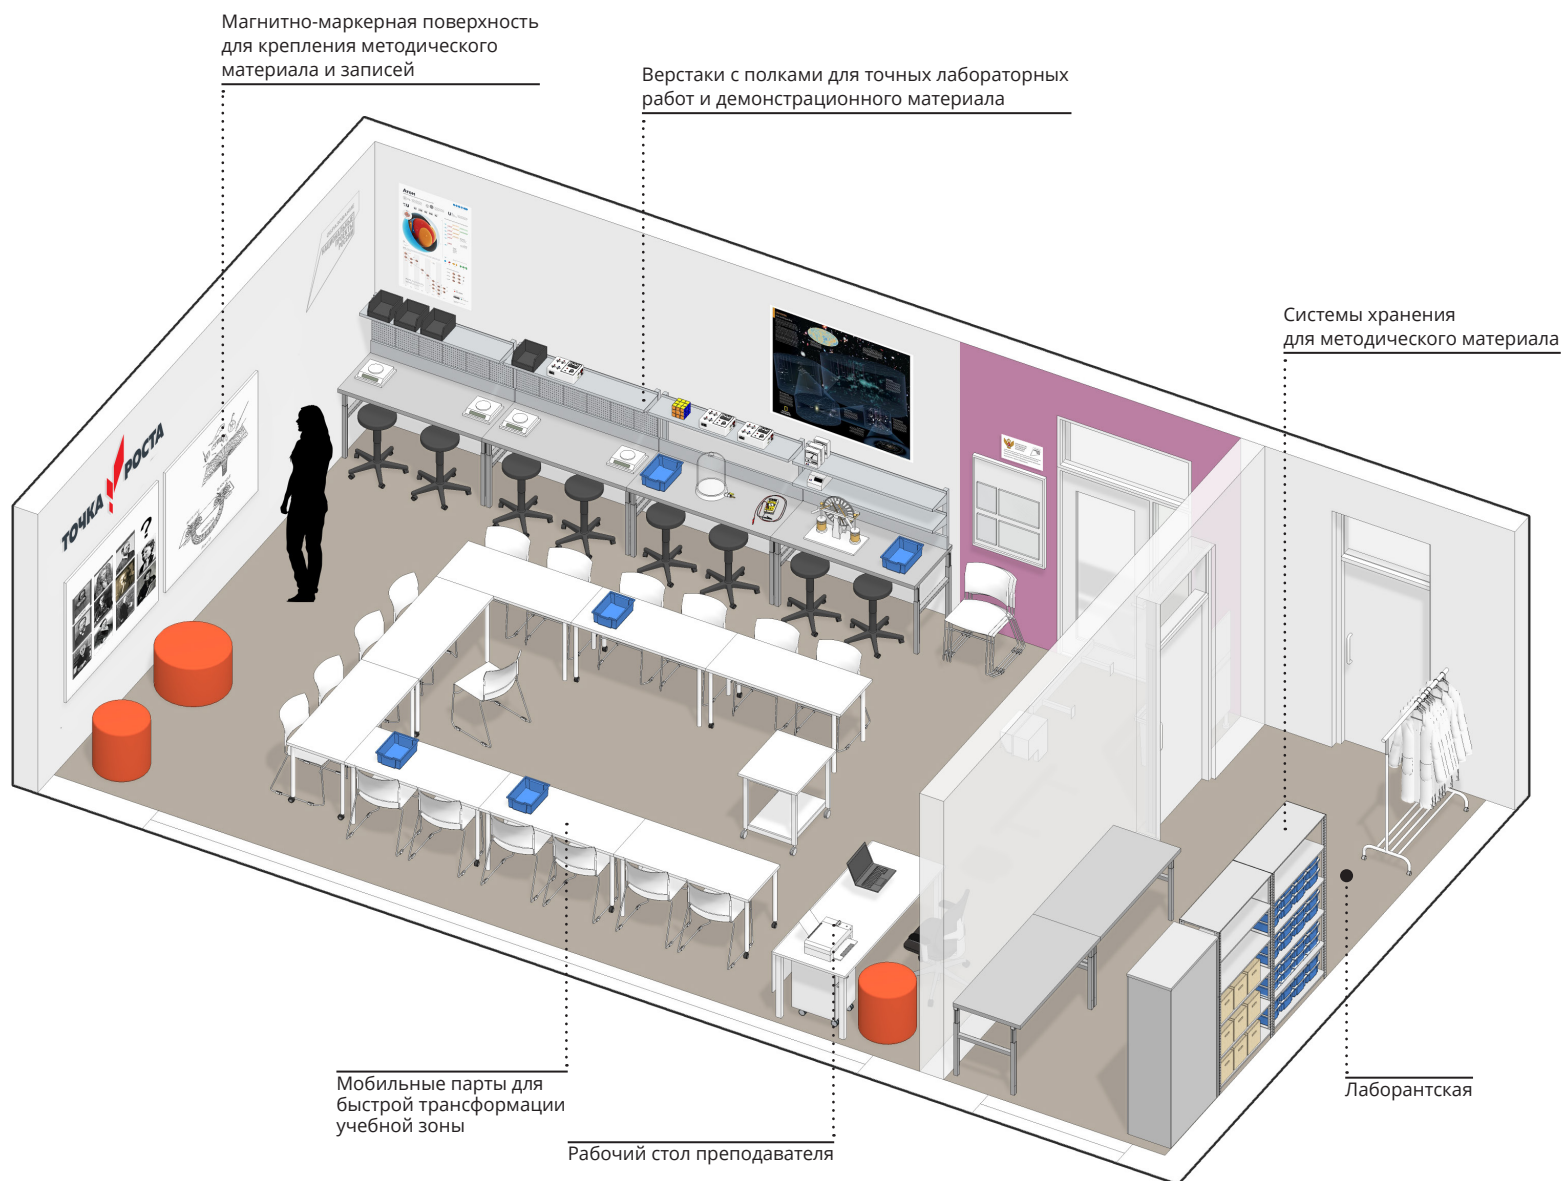 Магнитно-маркерная поверхность
для крепления методического
материала и записей
Верстаки с полками для точных лабораторных
работ и демонстрационного материала
Системы хранения
для методического материала
Атом
ТОЧКА РОСТА
?
Мобильные парты для
быстрой трансформации
учебной зоны
Рабочий стол преподавателя
Лаборантская